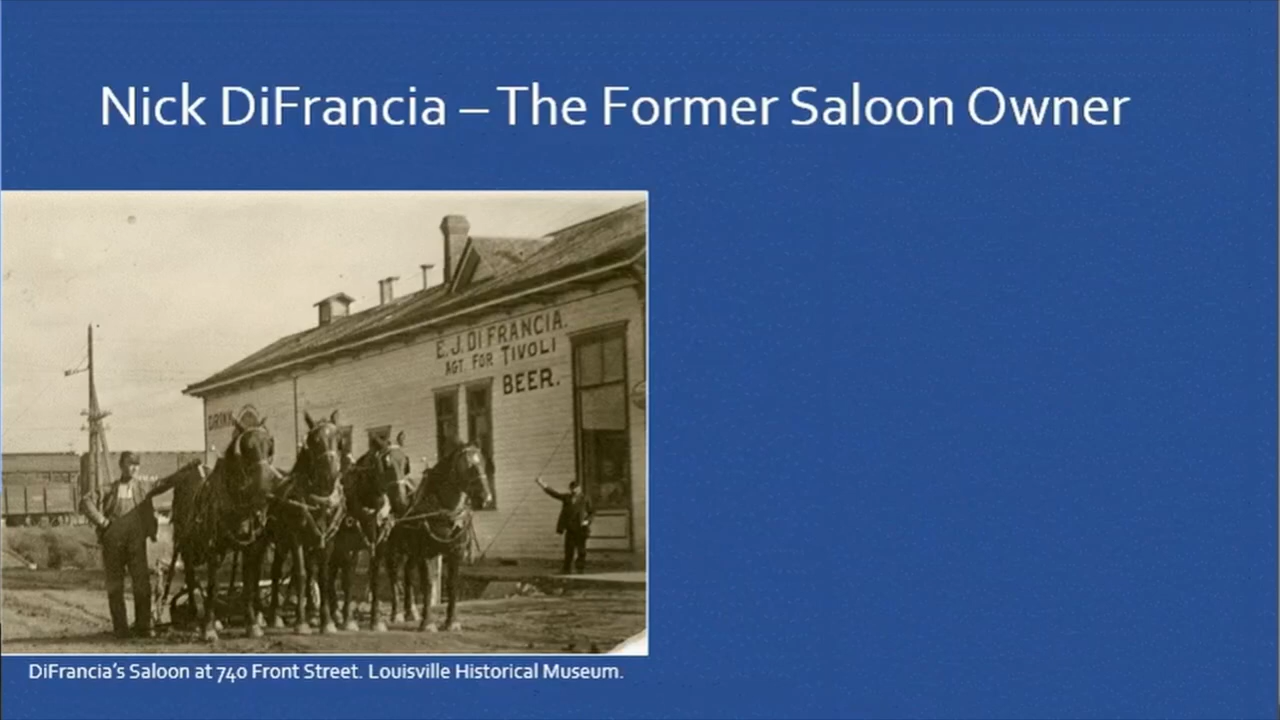 Nick DiFrancia – The Former Saloon Owner
E. J. DI FRANCIA.
AGT. FOR TIVOLI
BEER.
DRINK
DiFrancia's Saloon at 740 Front Street. Louisville Historical Museum.